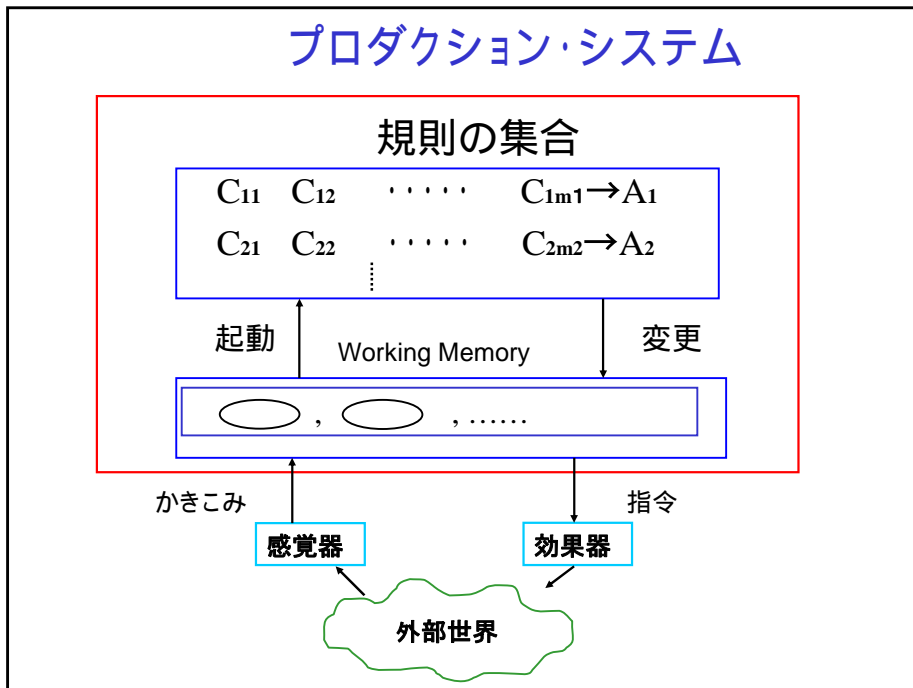 プロダクション・システム
規則の集合
C11 C12 ・・・・・ C1m1→A1
C21 C22 ・・・・・ C2m2→A2
起動 Working Memory 変更
, , ……
かきこみ 指令
感覚器 効果器
外部世界